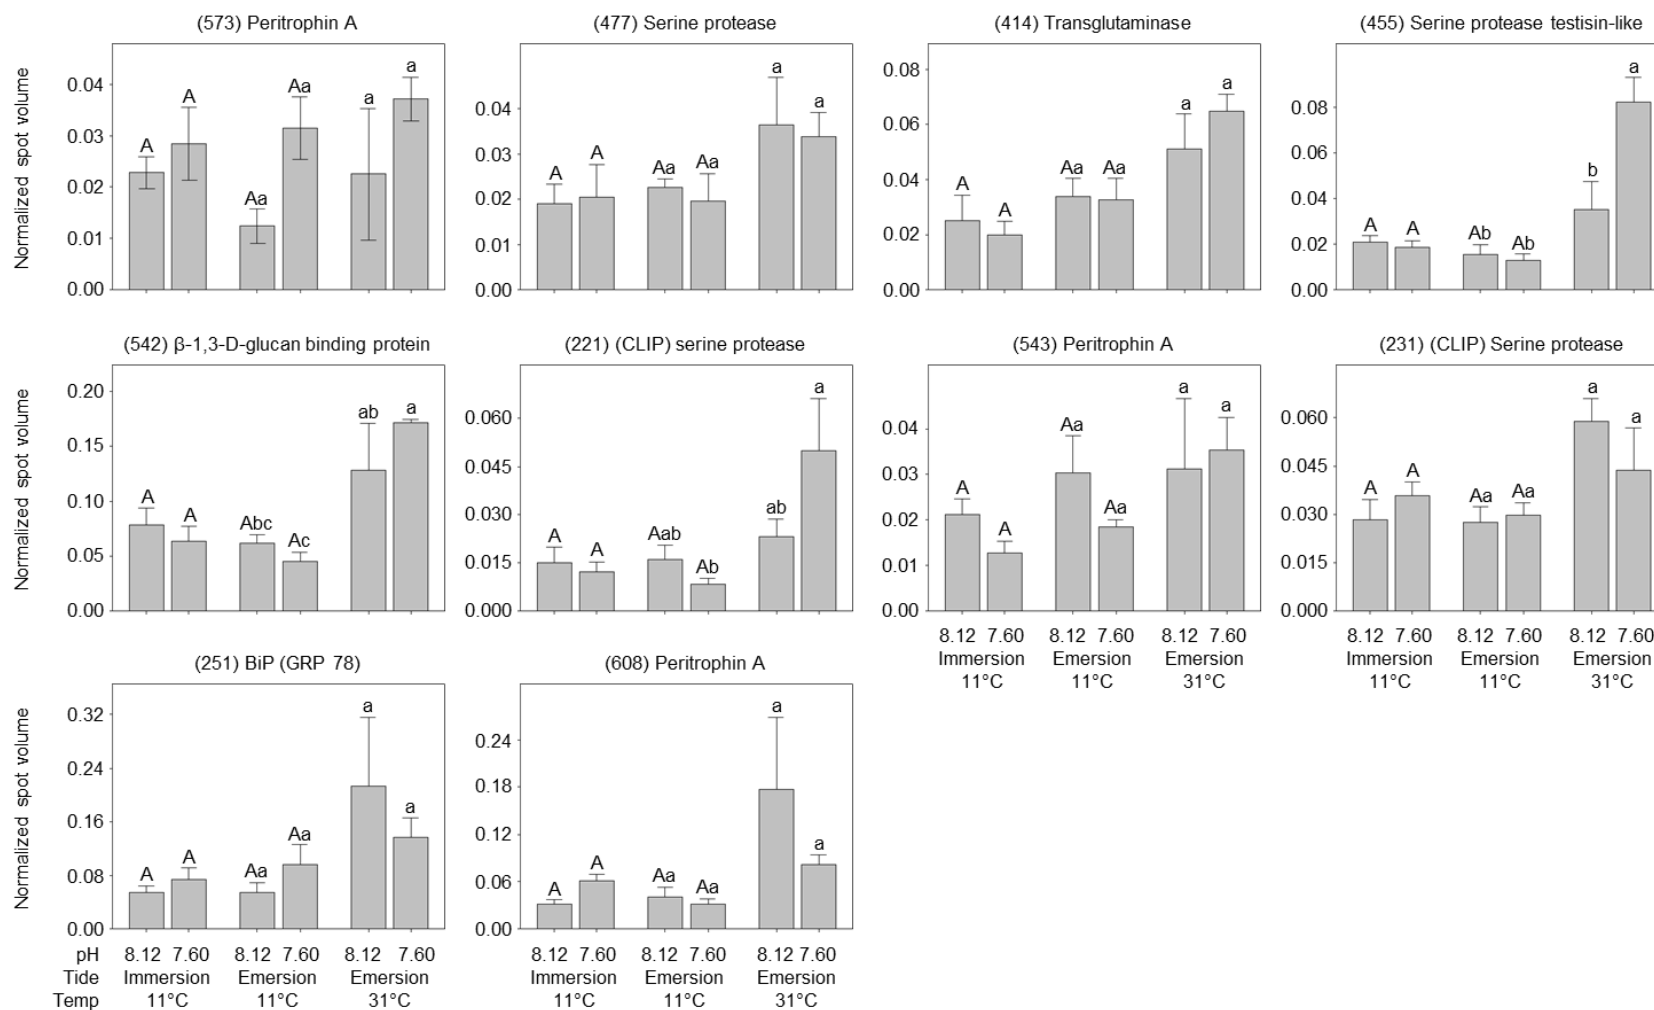 (573) Peritrophin A
(477) Serine protease
(414) Transglutaminase
(455) Serine protease testisin-like
Normalized spot volume
0.04
0.03
0.02
0.01
0.00
A
A
Aa
Aa
a
a
0.04
0.03
0.02
0.01
0.00
A
A
Aa
Aa
a
a
0.08
0.06
0.04
0.02
0.00
A
A
Aa
Aa
a
a
0.08
0.06
0.04
0.02
0.00
A
A
Ab
Ab
b
a
(542) β-1,3-D-glucan binding protein
(221) (CLIP) serine protease
(543) Peritrophin A
(231) (CLIP) Serine protease
Normalized spot volume
0.20
0.15
0.10
0.05
0.00
A
A
Abc
Ac
ab
a
0.060
0.045
0.030
0.015
0.000
A
A
Aab
Ab
ab
a
0.04
0.03
0.02
0.01
0.00
A
A
Aa
Aa
a
a
8.12 7.60 8.12 7.60 8.12 7.60
Immersion Emersion Emersion
11°C 11°C 31°C
0.060
0.045
0.030
0.015
0.000
A
A
Aa
Aa
a
a
8.12 7.60 8.12 7.60 8.12 7.60
Immersion Emersion Emersion
11°C 11°C 31°C
(251) BiP (GRP 78)
(608) Peritrophin A
Normalized spot volume
0.32
0.24
0.16
0.08
0.00
A
A
Aa
Aa
a
a
pH 8.12 7.60 8.12 7.60 8.12 7.60
Tide Immersion Emersion Emersion
Temp 11°C 11°C 31°C
0.24
0.18
0.12
0.06
0.00
A
A
Aa
Aa
a
a
8.12 7.60 8.12 7.60 8.12 7.60
Immersion Emersion Emersion
11°C 11°C 31°C